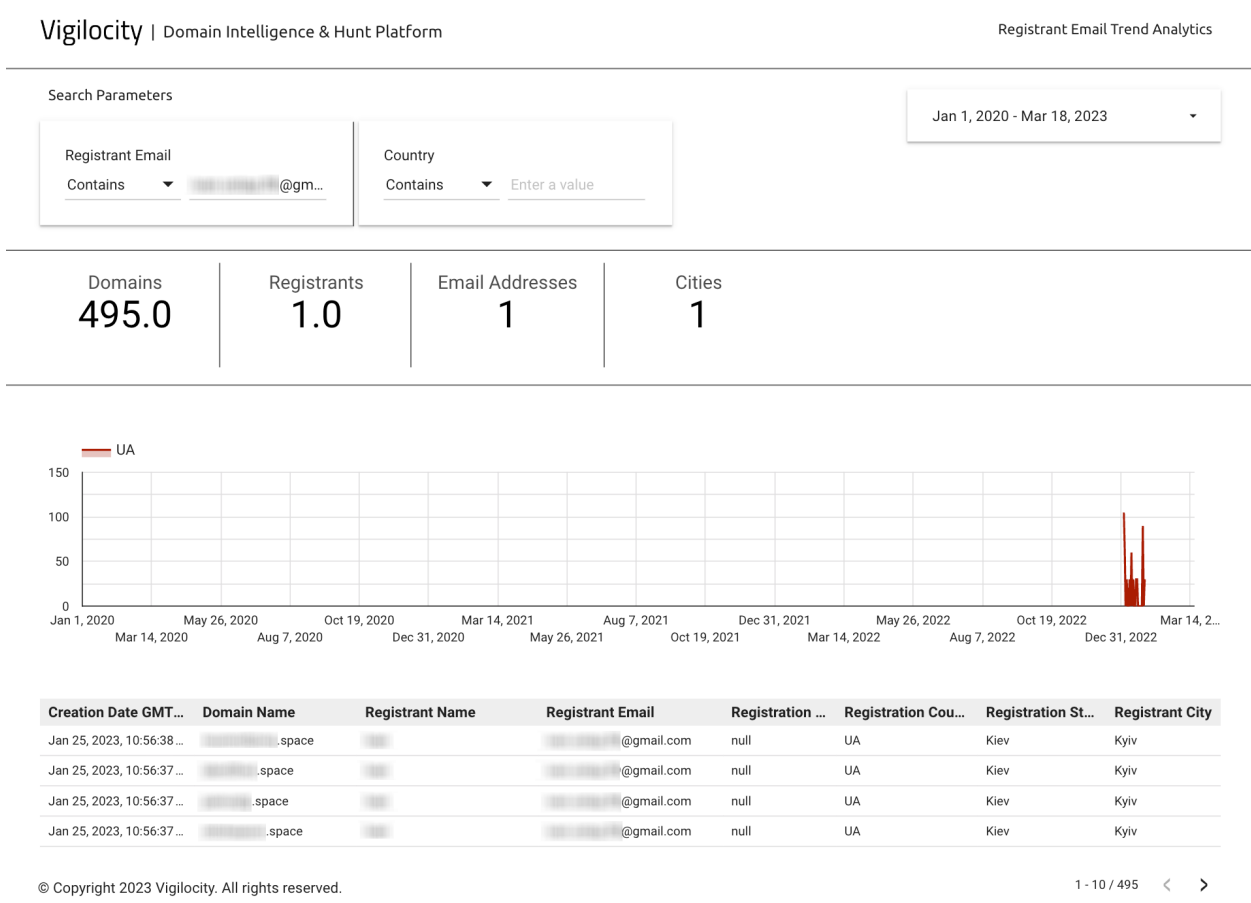 Vigilocity | Domain Intelligence & Hunt Platform
Registrant Email Trend Analytics
Search Parameters
Jan 1, 2020 - Mar 18, 2023
Registrant Email
Contains
@gm...
Country
Contains
Enter a value
Domains
495.0
Registrants
1.0
Email Addresses
1
Cities
1
UA
150
100
50
0
Jan 1, 2020 May 26, 2020 Oct 19, 2020 Mar 14, 2021 Aug 7, 2021 Dec 31, 2021 May 26, 2022 Oct 19, 2022 Mar 14, 2...
Mar 14, 2020 Aug 7, 2020 Dec 31, 2020 May 26, 2021 Oct 19, 2021 Mar 14, 2022 Aug 7, 2022 Dec 31, 2022
Creation Date GMT... Domain Name Registrant Name Registrant Email Registration ... Registration Cou... Registration St... Registrant City
Jan 25, 2023, 10:56:38... .space @gmail.com null UA Kiev Kyiv
Jan 25, 2023, 10:56:37... .space @gmail.com null UA Kiev Kyiv
Jan 25, 2023, 10:56:37... .space @gmail.com null UA Kiev Kyiv
Jan 25, 2023, 10:56:37... .space @gmail.com null UA Kiev Kyiv
© Copyright 2023 Vigilocity. All rights reserved.
1 - 10 / 495